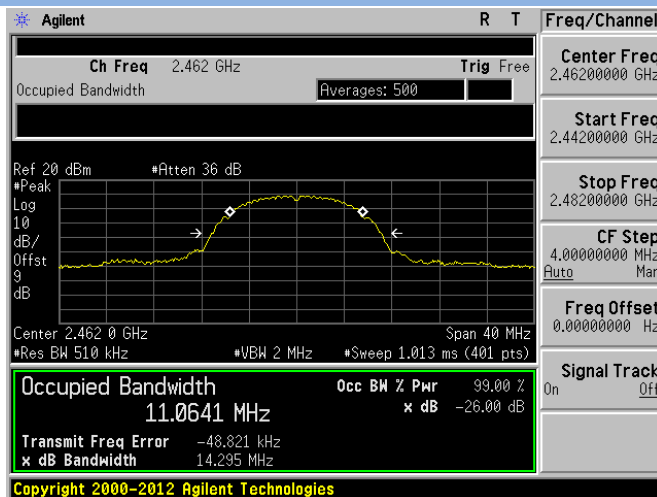 Agilent R T Freq/Channel
Ch Freq 2.462 GHz Trig Free
Occupied Bandwidth Averages: 500
Ref 20 dBm #Atten 36 dB
#Peak
Log
10
dB/
Offst
9
dB
Center 2.462 0 GHz Span 40 MHz
#Res BW 510 kHz #VBW 2 MHz #Sweep 1.013 ms (401 pts)
Occupied Bandwidth Occ BW % Pwr 99.00 %
11.0641 MHz x dB -26.00 dB
Transmit Freq Error -48.821 kHz
x dB Bandwidth 14.295 MHz
Copyright 2000-2012 Agilent Technologies
Center Freq
2.46200000 GHz
Start Freq
2.44200000 GHz
Stop Freq
2.48200000 GHz
CF Step
4.00000000 MHz
Auto Man
Freq Offset
0.00000000 Hz
Signal Track
On Off